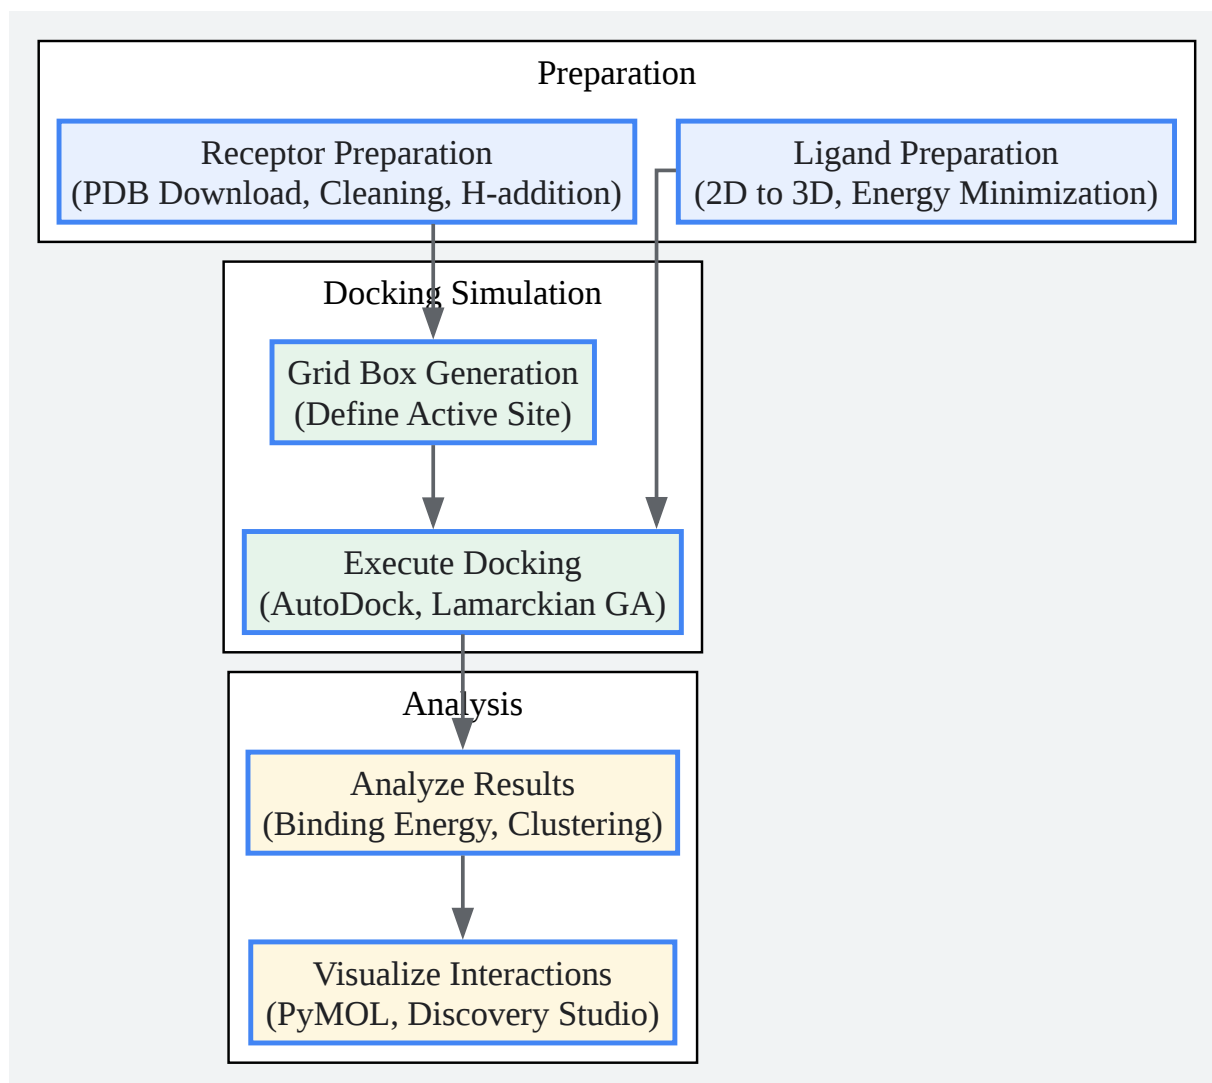 Preparation
Receptor Preparation
(PDB Download, Cleaning, H-addition)
Ligand Preparation
(2D to 3D, Energy Minimization)
Docking Simulation
Grid Box Generation
(Define Active Site)
Execute Docking
(AutoDock, Lamarckian GA)
Analysis
Analyze Results
(Binding Energy, Clustering)
Visualize Interactions
(PyMOL, Discovery Studio)